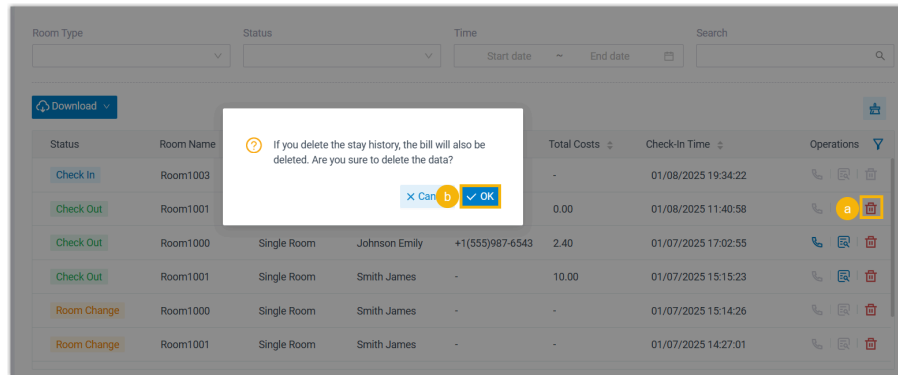 Room Type Status Time Search
Start date ~ End date
Download
Status Room Name Total Costs Check-In Time Operations
If you delete the stay history, the bill will also be
deleted. Are you sure to delete the data?
Check In Room1003 - 01/08/2025 19:34:22
Can b OK
Check Out Room1001 0.00 01/08/2025 11:40:58 a
Check Out Room1000 Single Room Johnson Emily +1(555)987-6543 2.40 01/07/2025 17:02:55
Check Out Room1001 Single Room Smith James - 10.00 01/07/2025 15:15:23
Room Change Room1000 Single Room Smith James - - 01/07/2025 15:14:26
Room Change Room1001 Single Room Smith James - - 01/07/2025 14:27:01